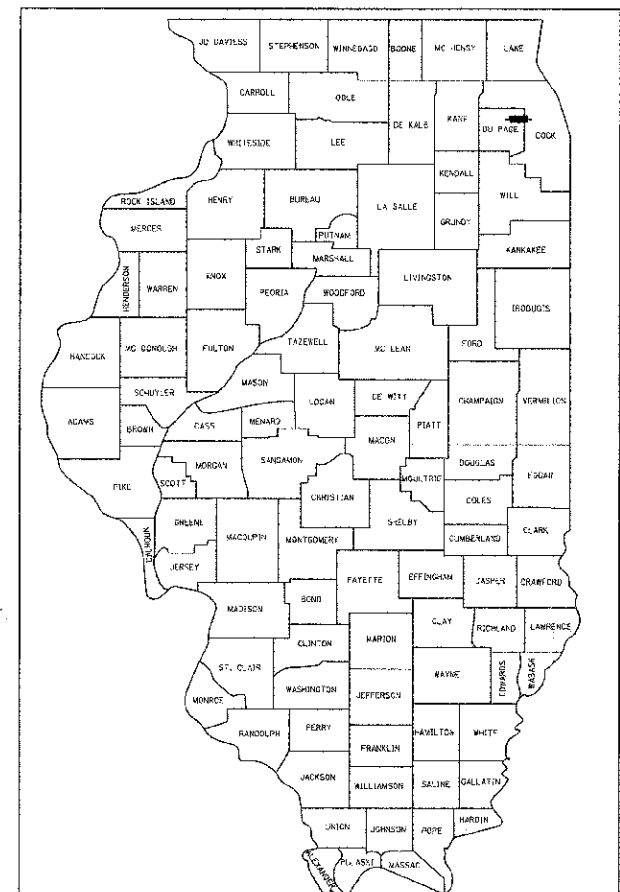 JO DAVIESS STEPHENSON WINNEBAGO BOONE MC HENRY LAKE
CARROLL OGLE DE KALB KANE DU PAGE COOK
WHITESIDE LEE
KENDALL
ROCK ISLAND HENRY BUREAU LA SALLE GRUNDY WILL
MERCER PUTNAM KANKAKEE
STARK MARSHALL
HENDERSON WARREN KNOX PEORIA WOODFORD LIVINGSTON IROQUOIS
TAZEWELL FORD
HANCOCK MC DONOUGH FULTON MC LEAN
MASON
SCHUYLER LOGAN DE WITT CHAMPAIGN VERMILION
ADAMS BROWN CASS MENARD PIATT
MACON
MORGAN SANGAMON DOUGLAS EDGAR
PIKE SCOTT CHRISTIAN MOULTRIE COLES
CALHOUN GREENE MACOUPIN MONTGOMERY SHELBY CUMBERLAND CLARK
JERSEY
FAYETTE EFFINGHAM JASPER CRAWFORD
MADISON BOND
CLAY RICHLAND LAWRENCE
CLINTON MARION
ST. CLAIR WAYNE EDWARDS WABASH
WASHINGTON JEFFERSON
MONROE
RANDOLPH PERRY HAMILTON WHITE
FRANKLIN
JACKSON WILLIAMSON SALINE GALLATIN
UNION JOHNSON POPE HARDIN
ALEXANDER PULASKI MASSAC